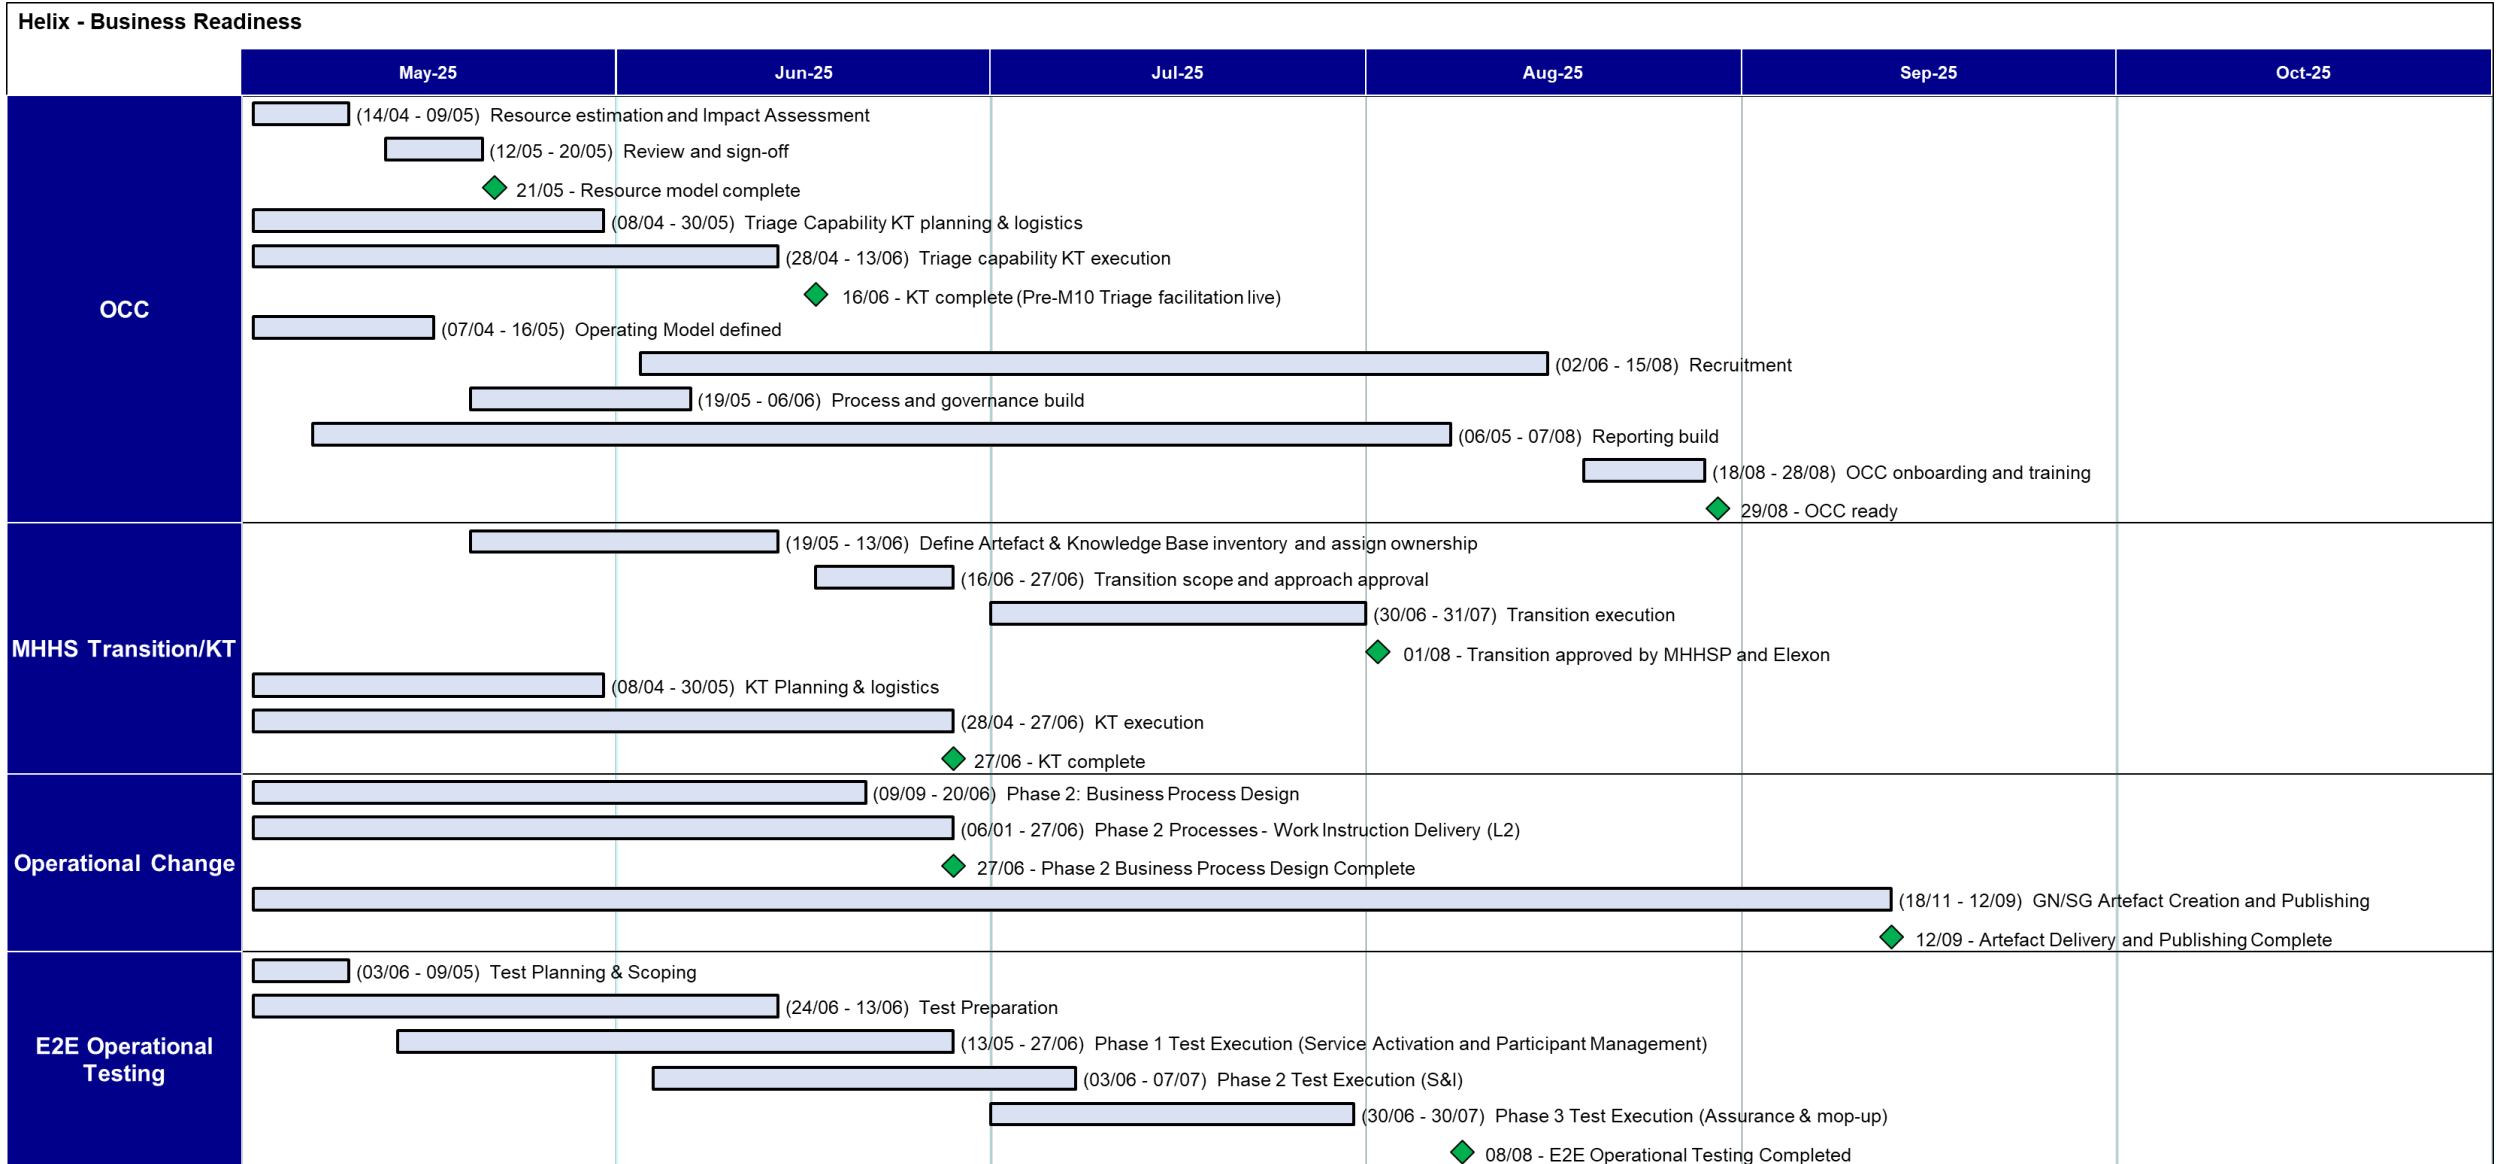 Helix - Business Readiness
May-25 Jun-25 Jul-25 Aug-25 Sep-25 Oct-25
OCC
(14/04 - 09/05) Resource estimation and Impact Assessment
(12/05 - 20/05) Review and sign-off
21/05 - Resource model complete
(08/04 - 30/05) Triage Capability KT planning & logistics
(28/04 - 13/06) Triage capability KT execution
16/06 - KT complete (Pre-M10 Triage facilitation live)
(07/04 - 16/05) Operating Model defined
(02/06 - 15/08) Recruitment
(19/05 - 06/06) Process and governance build
(06/05 - 07/08) Reporting build
(18/08 - 28/08) OCC onboarding and training
29/08 - OCC ready
MHHS Transition/KT
(19/05 - 13/06) Define Artefact & Knowledge Base inventory and assign ownership
(16/06 - 27/06) Transition scope and approach approval
(30/06 - 31/07) Transition execution
01/08 - Transition approved by MHHSP and Elexon
(08/04 - 30/05) KT Planning & logistics
(28/04 - 27/06) KT execution
27/06 - KT complete
Operational Change
(09/09 - 20/06) Phase 2: Business Process Design
(06/01 - 27/06) Phase 2 Processes - Work Instruction Delivery (L2)
27/06 - Phase 2 Business Process Design Complete
(18/11 - 12/09) GN/SG Artefact Creation and Publishing
12/09 - Artefact Delivery and Publishing Complete
E2E Operational
Testing
(03/06 - 09/05) Test Planning & Scoping
(24/06 - 13/06) Test Preparation
(13/05 - 27/06) Phase 1 Test Execution (Service Activation and Participant Management)
(03/06 - 07/07) Phase 2 Test Execution (S&I)
(30/06 - 30/07) Phase 3 Test Execution (Assurance & mop-up)
08/08 - E2E Operational Testing Completed